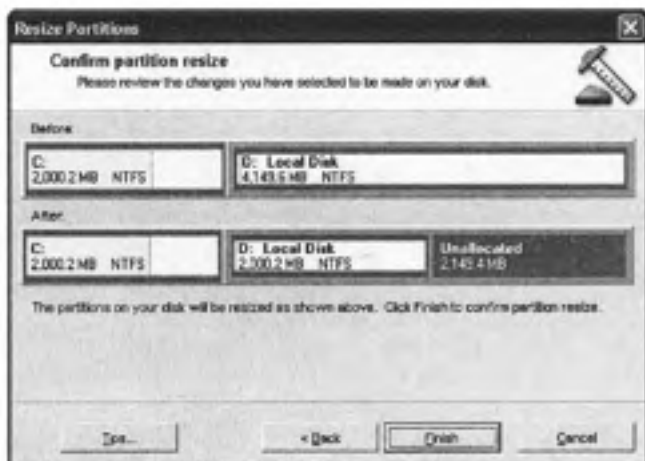 Resize Partitions
Confirm partition resize
Please review the changes you have selected to be made on your disk.
Before
C:
2,000.2 MB NTFS
D: Local Disk
4,149.6 MB NTFS
After
C:
2,000.2 MB NTFS
D: Local Disk
2,000.2 MB NTFS
Unallocated
2,149.4 MB
The partitions on your disk will be resized as shown above. Click Finish to confirm partition resize.
Tips...
< Back
Finish
Cancel